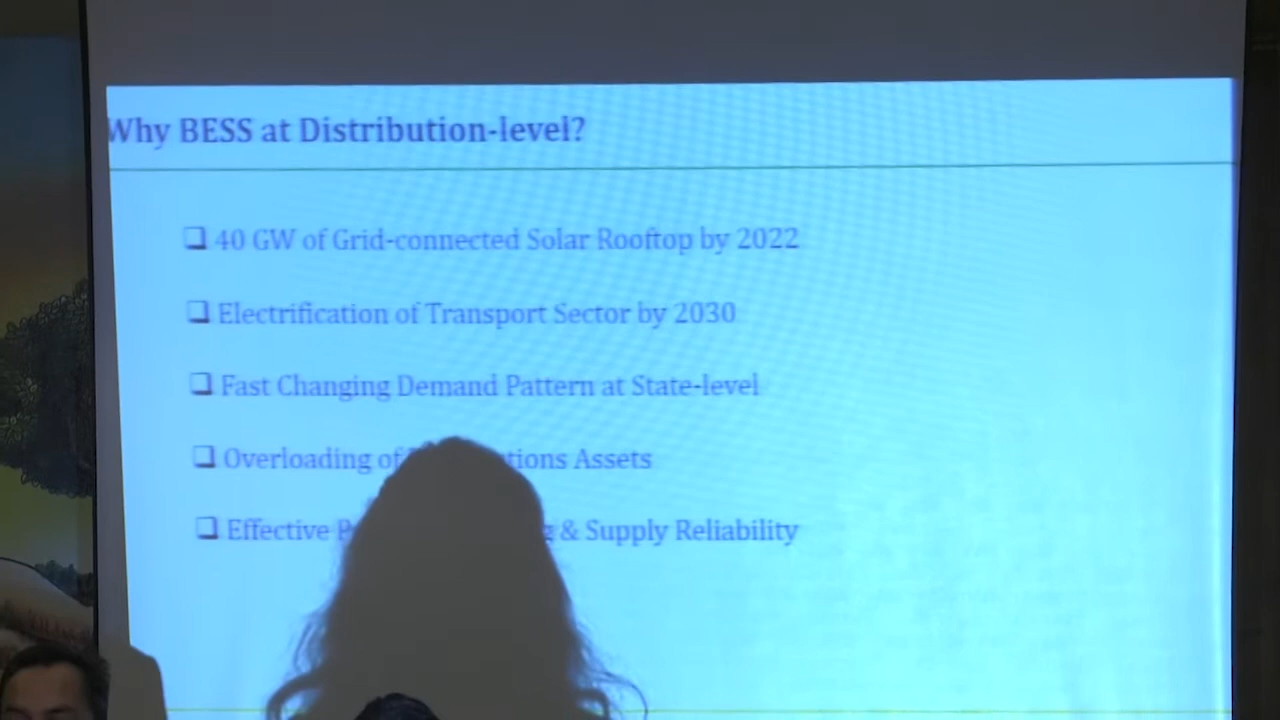 Why BESS at Distribution-level?
❑ 40 GW of Grid-connected Solar Rooftop by 2022
❑ Electrification of Transport Sector by 2030
❑ Fast Changing Demand Pattern at State-level
❑ Overloading of Assets
❑ Effective & Supply Reliability